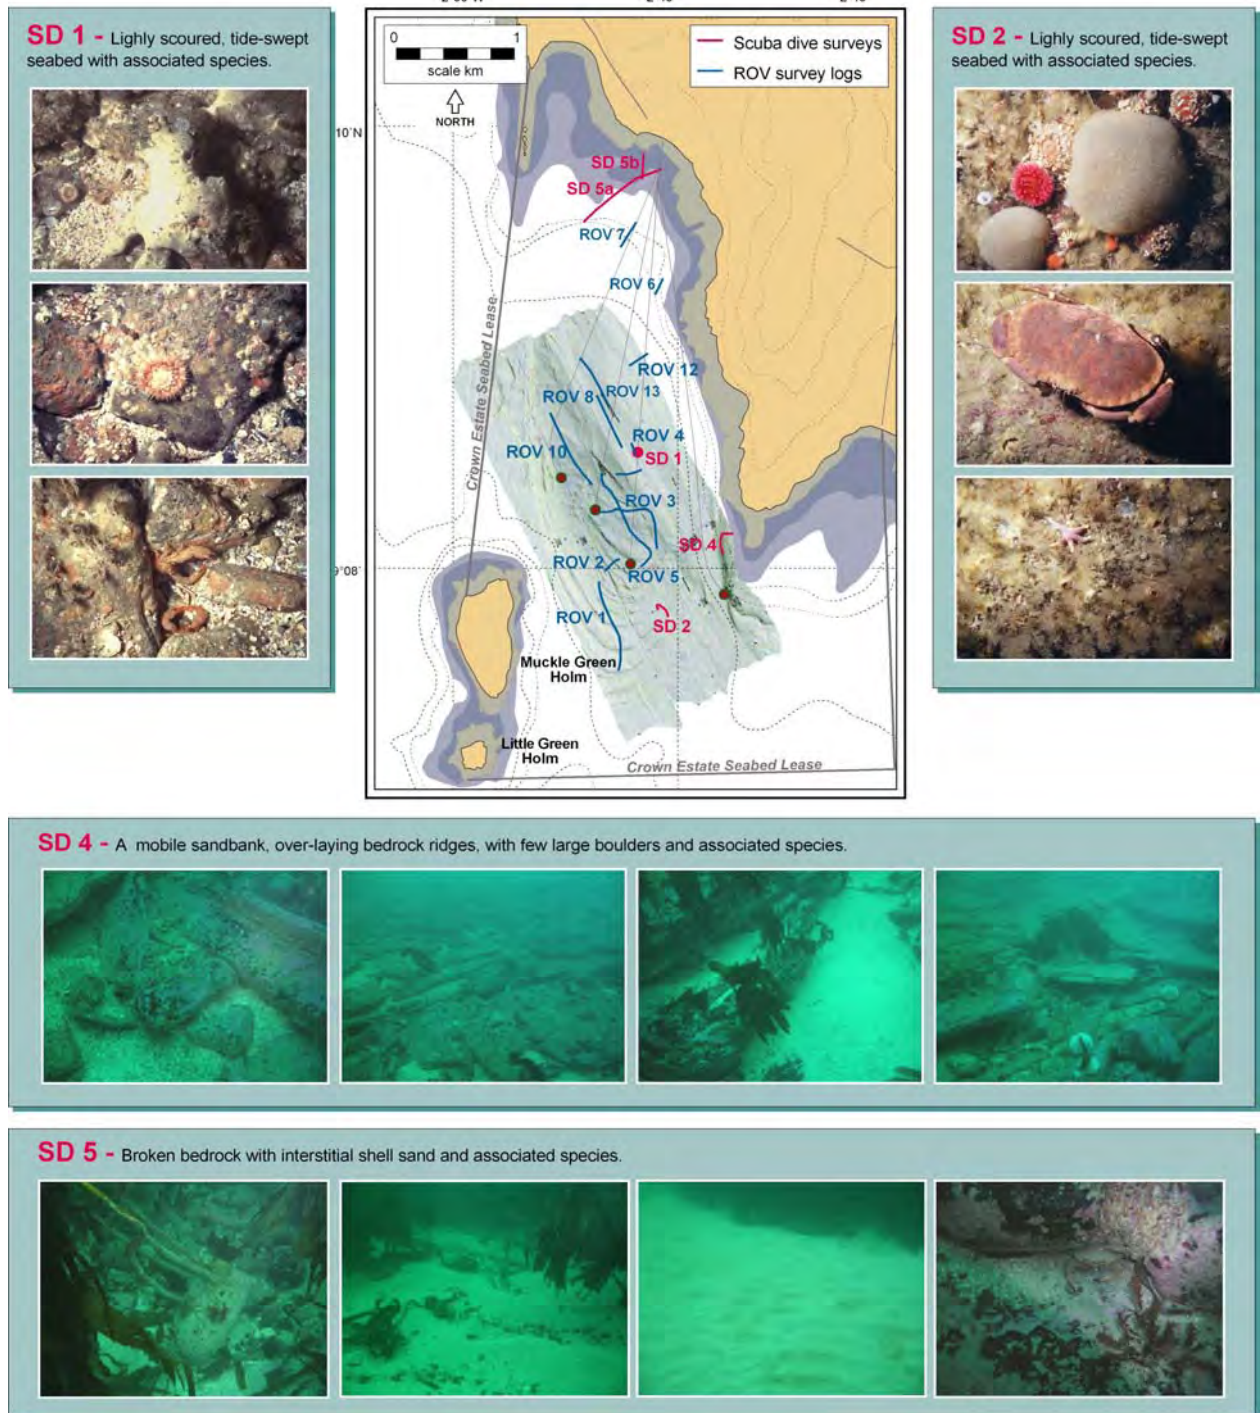 SD 1 - Lighly scoured, tide-swept
seabed with associated species.
0 1
scale km
NORTH
Scuba dive surveys
ROV survey logs
SD 2 - Lighly scoured, tide-swept
seabed with associated species.
10'N
SD 5b
SD 5a
ROV 7
ROV 6
Crown Estate Seabed Lease
ROV 12
ROV 13
ROV 8
ROV 4
SD 1
ROV 10
ROV 3
SD 4
9°08'
ROV 2
ROV 5
ROV 1
SD 2
Muckle Green
Holm
Little Green
Holm
Crown Estate Seabed Lease
SD 4 - A mobile sandbank, over-laying bedrock ridges, with few large boulders and associated species.
SD 5 - Broken bedrock with interstitial shell sand and associated species.